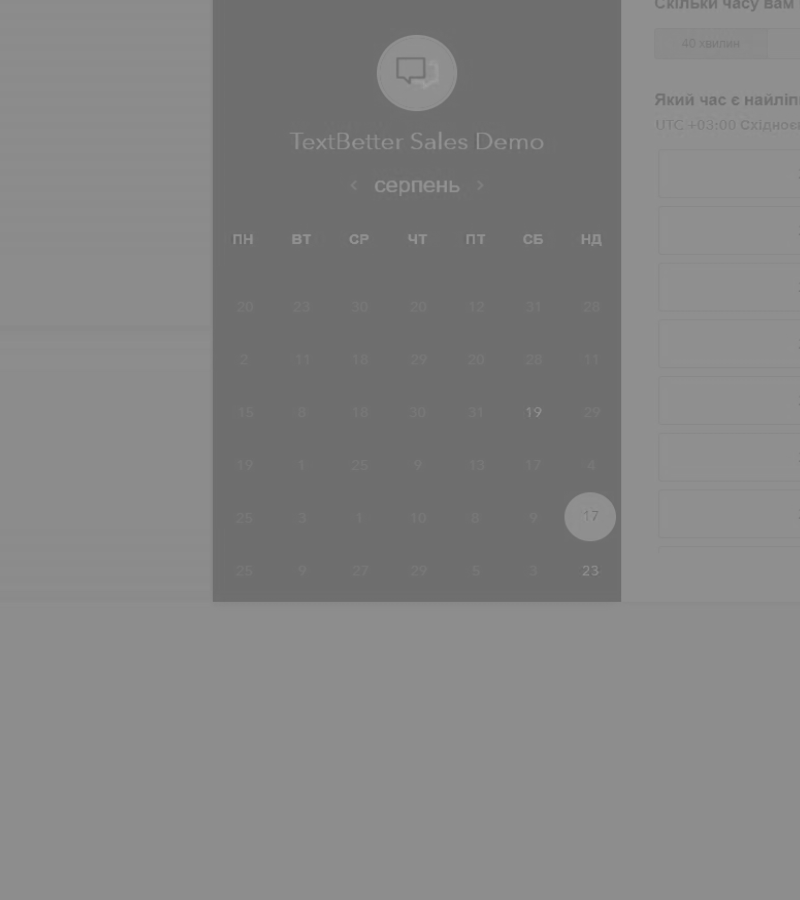 Скільки часу вам
40 хвилин
TextBetter Sales Demo
Який час є найліп
UTC +03:00 Східноє
‹ серпень ›
ПН ВТ СР ЧТ ПТ СБ НД
20 23 30 20 12 31 28
2 11 18 29 20 28 11
15 8 18 30 31 19 29
19 1 25 9 13 17 4
25 3 1 10 8 9 17
25 9 27 29 5 3 23